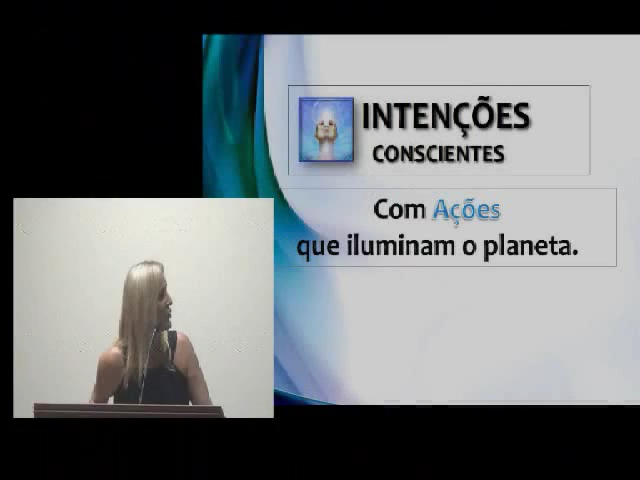 INTENÇÕES
CONSCIENTES
Com Ações
que iluminam o planeta.